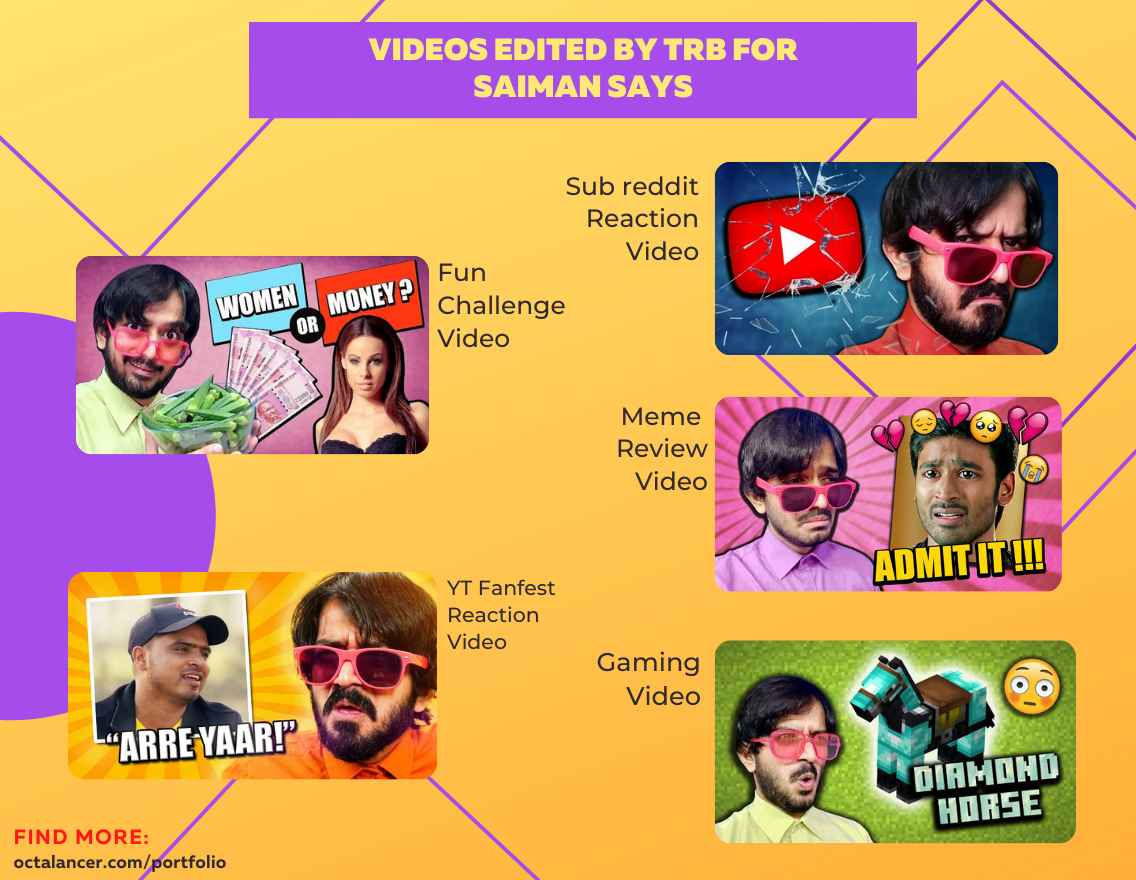 VIDEOS EDITED BY TRB FOR
SAIMAN SAYS
Sub reddit
Reaction
Video
Fun
Challenge
Video
WOMEN
OR
MONEY ?
Meme
Review
Video
ADMIT IT !!!
YT Fanfest
Reaction
Video
"ARRE YAAR!"
Gaming
Video
DIAMOND
HORSE
FIND MORE:
octalancer.com/portfolio